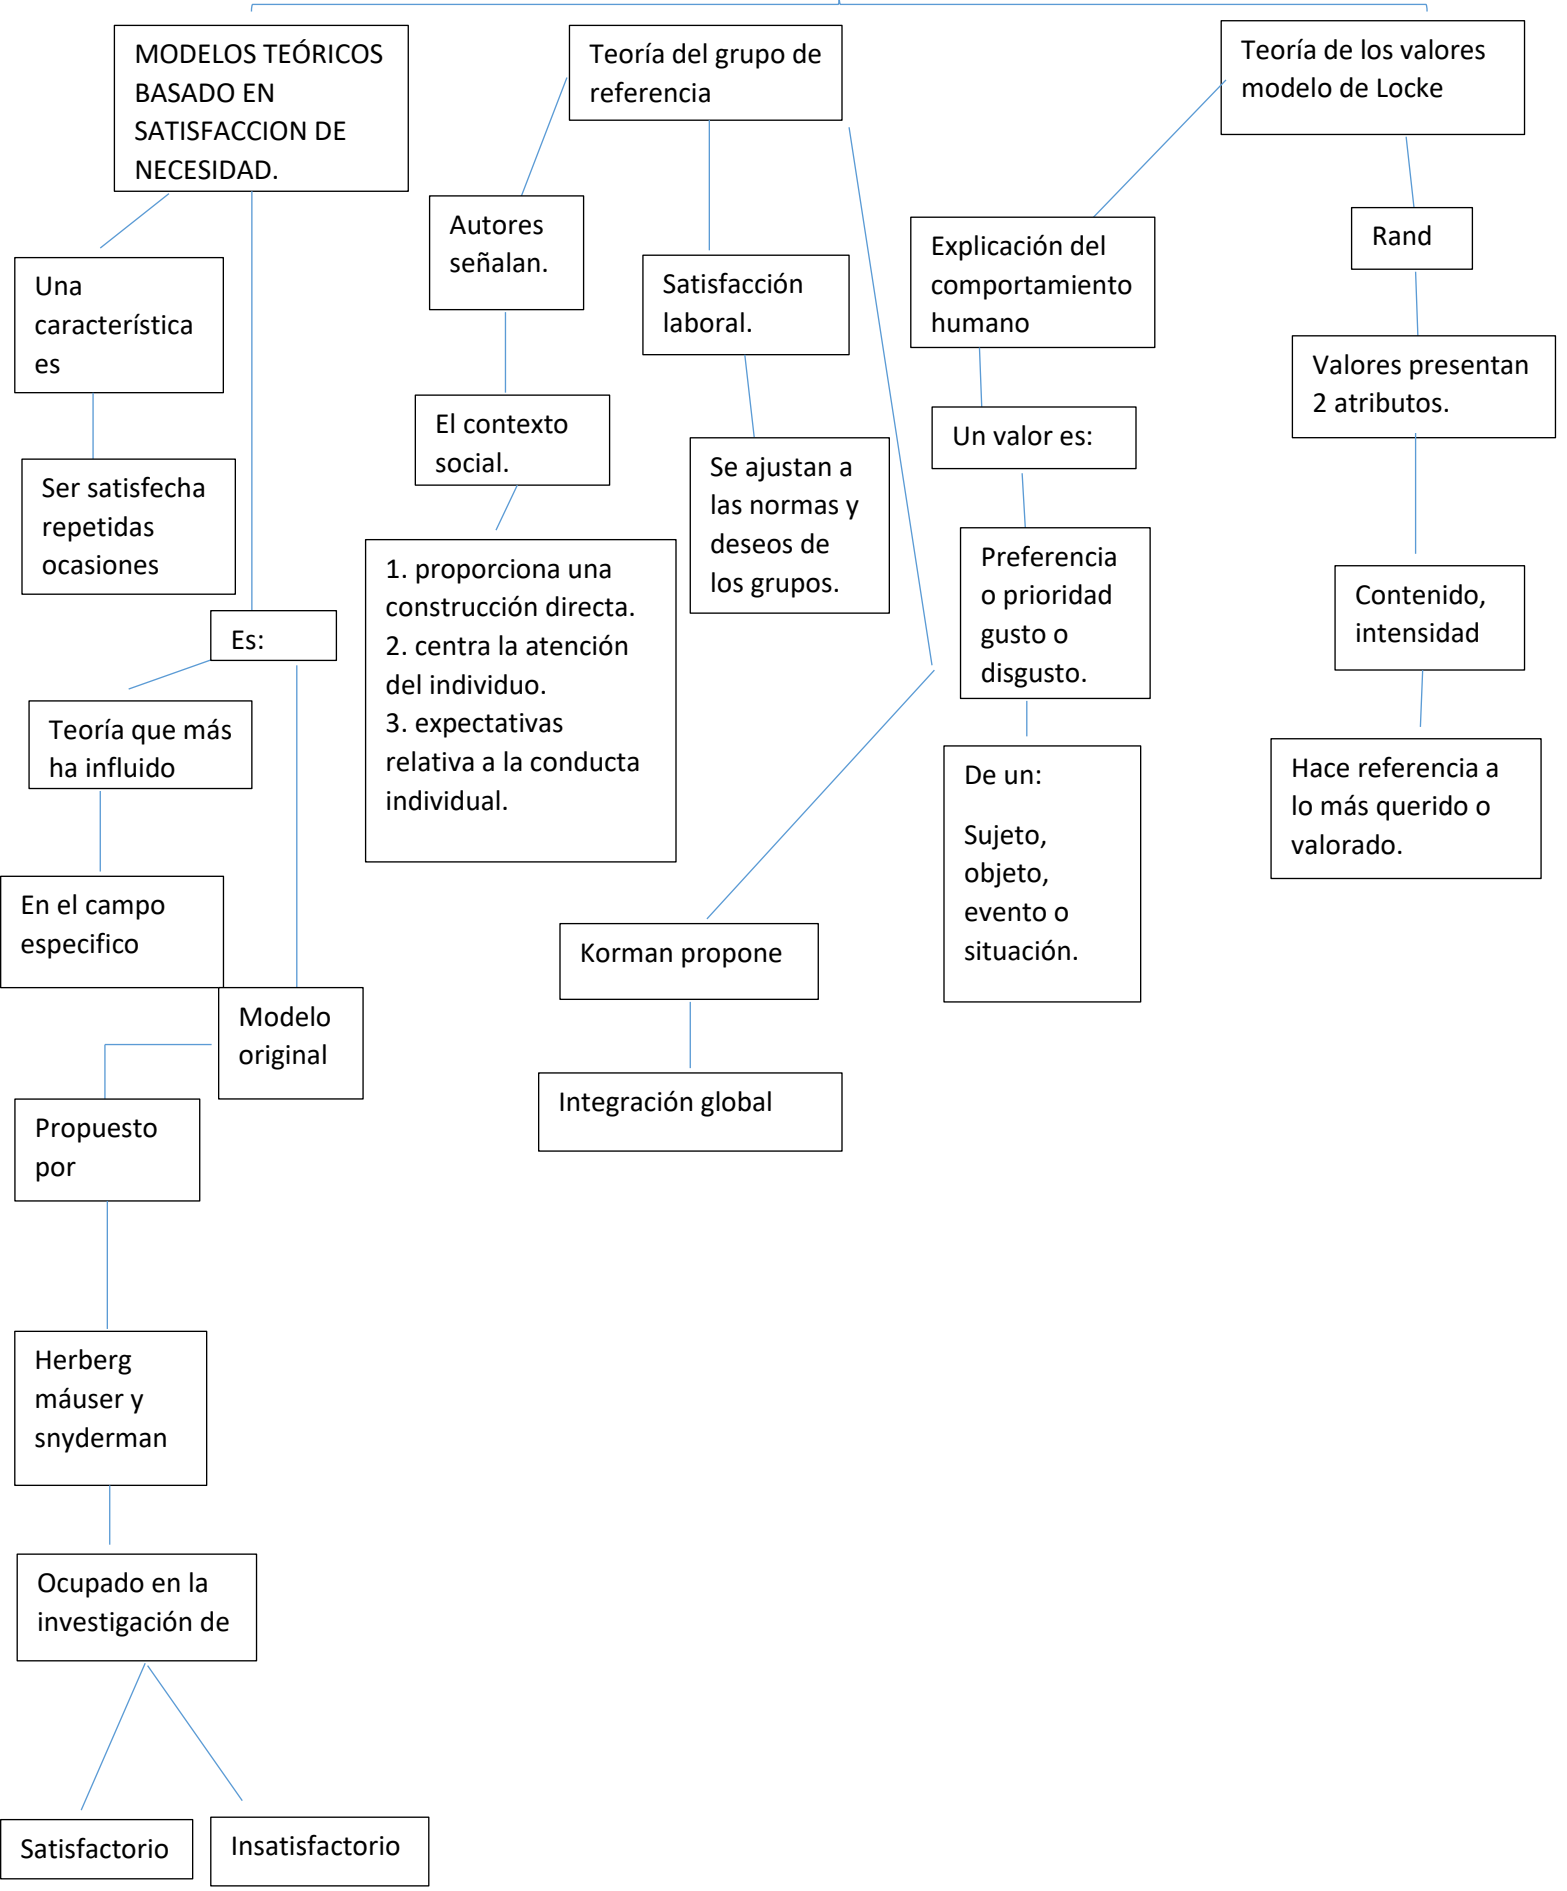 MODELOS TEÓRICOS
BASADO EN
SATISFACCION DE
NECESIDAD.
Una
característica
es
Ser satisfecha
repetidas
ocasiones
Es:
Teoría que más
ha influido
En el campo
especifico
Modelo
original
Propuesto
por
Herberg
máuser y
snyderman
Ocupado en la
investigación de
Satisfactorio
Insatisfactorio
Teoría del grupo de
referencia
Autores
señalan.
El contexto
social.
1. proporciona una
construcción directa.
2. centra la atención
del individuo.
3. expectativas
relativa a la conducta
individual.
Satisfacción
laboral.
Se ajustan a
las normas y
deseos de
los grupos.
Korman propone
Integración global
Teoría de los valores
modelo de Locke
Explicación del
comportamiento
humano
Un valor es:
Preferencia
o prioridad
gusto o
disgusto.
De un:
Sujeto,
objeto,
evento o
situación.
Rand
Valores presentan
2 atributos.
Contenido,
intensidad
Hace referencia a
lo más querido o
valorado.